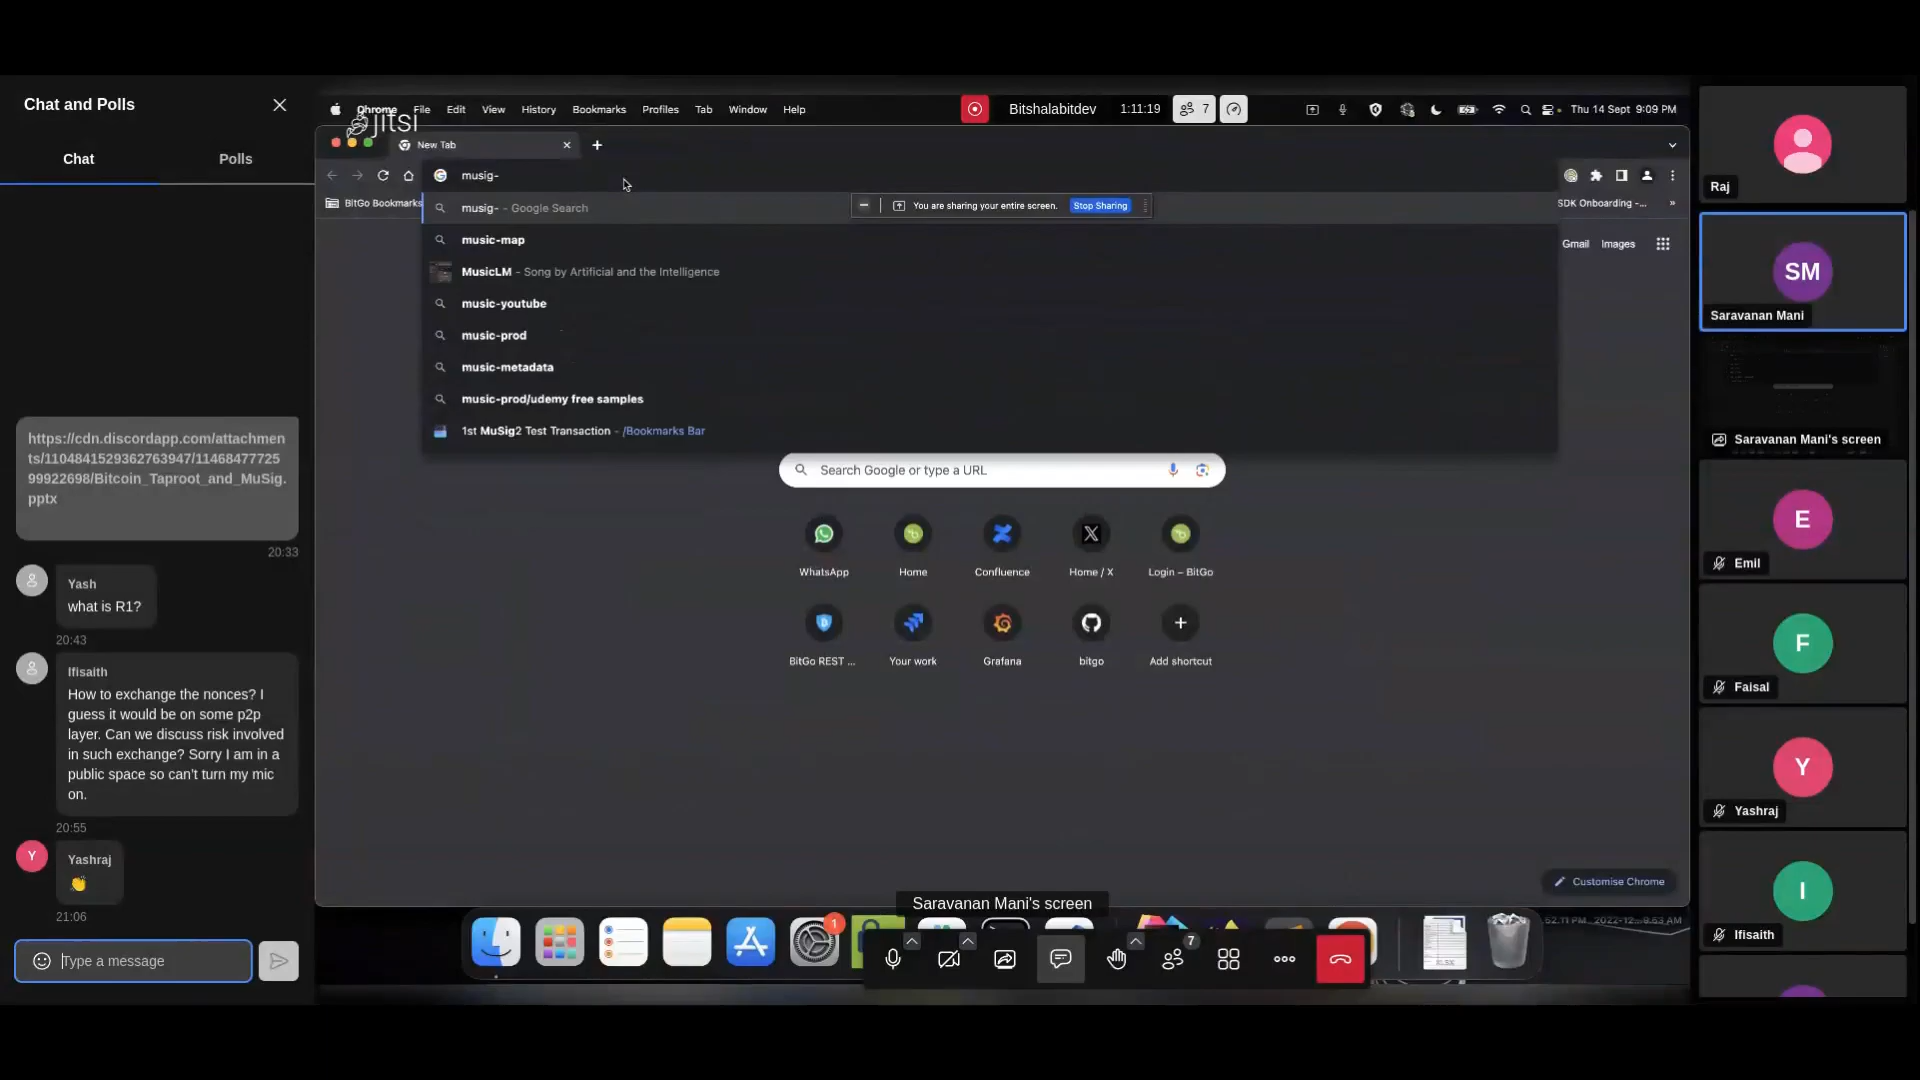 Chat and Polls
Chat
Polls
https://cdn.discordapp.com/attachmen
ts/1104841529362763947/11468477725
99922698/Bitcoin_Taproot_and_MuSig.
pptx
20:33
Yash
what is R1?
20:43
Ifisaith
How to exchange the nonces? I
guess it would be on some p2p
layer. Can we discuss risk involved
in such exchange? Sorry I am in a
public space so can't turn my mic
on.
20:55
Y
Yashraj
21:06
Type a message
Chrome File Edit View History Bookmarks Profiles Tab Window Help
jitsi
Bitshalabitdev 1:11:19 7
Thu 14 Sept 9:09 PM
New Tab
musig-
BitGo Bookmarks
SDK Onboarding -...
musig- - Google Search
You are sharing your entire screen. Stop Sharing
music-map
MusicLM - Song by Artificial and the Intelligence
music-youtube
music-prod
music-metadata
music-prod/udemy free samples
1st MuSig2 Test Transaction - /Bookmarks Bar
Gmail Images
Search Google or type a URL
WhatsApp Home Confluence Home / X Login – BitGo
BitGo REST ... Your work Grafana bitgo Add shortcut
Customise Chrome
Saravanan Mani's screen
1
7
Raj
SM
Saravanan Mani
Saravanan Mani's screen
E
Emil
F
Faisal
Y
Yashraj
I
Ifisaith